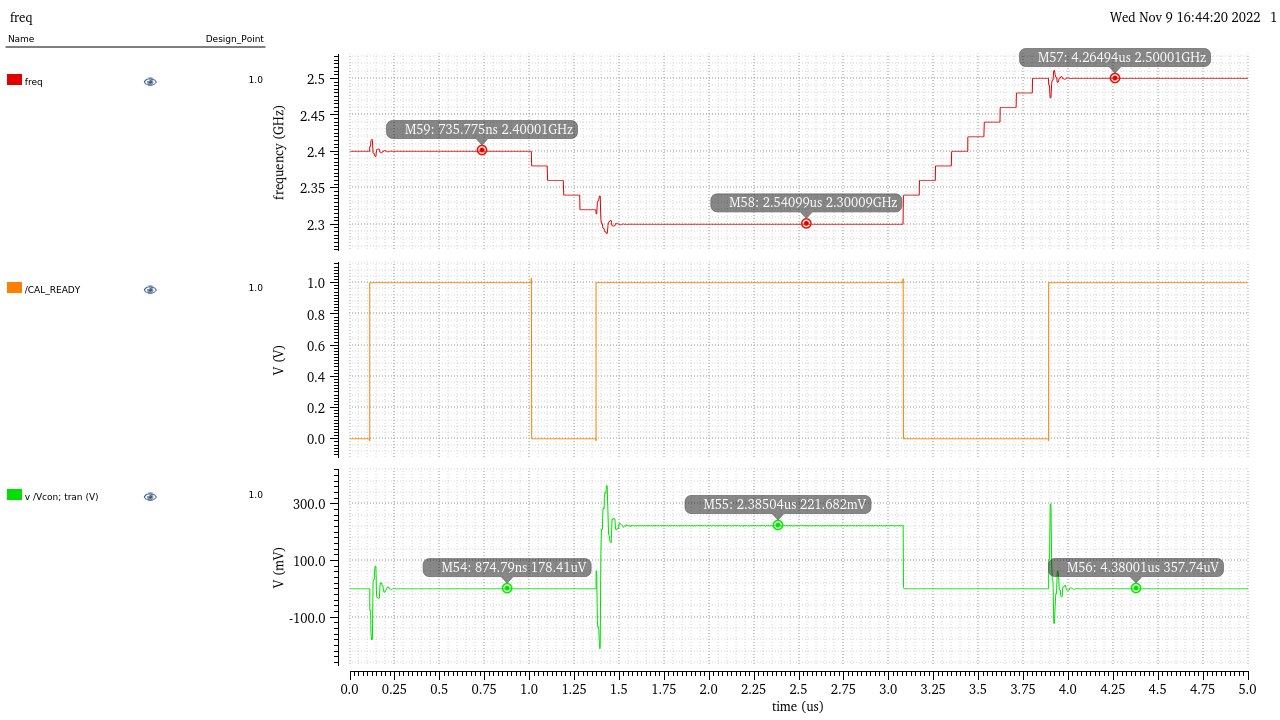 freq
Wed Nov 9 16:44:20 2022 1
Name
Design_Point
freq
1.0
frequency (GHz)
2.5
2.45
2.4
2.35
2.3
M59: 735.775ns 2.40001GHz
M58: 2.54099us 2.30009GHz
M57: 4.26494us 2.50001GHz
/CAL_READY
1.0
V (V)
1.0
0.8
0.6
0.4
0.2
0.0
v /Vcon; tran (V)
1.0
V (mV)
300.0
100.0
-100.0
M54: 874.79ns 178.41uV
M55: 2.38504us 221.682mV
M56: 4.38001us 357.74uV
0.0 0.25 0.5 0.75 1.0 1.25 1.5 1.75 2.0 2.25 2.5 2.75 3.0 3.25 3.5 3.75 4.0 4.25 4.5 4.75 5.0
time (us)